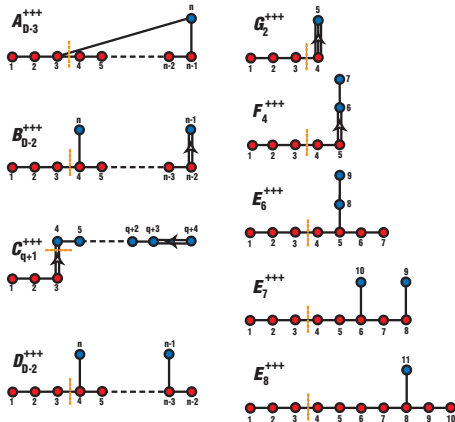 A+++D-3
n
1 2 3 4 5 n-2 n-1
B+++D-2
n n-1
1 2 3 4 5 n-3 n-2
C+++q+1
4 5 q+2 q+3 q+4
1 2 3
D+++D-2
n n-1
1 2 3 4 5 n-3 n-2
G+++2
5
1 2 3 4
F+++4
7
6
1 2 3 4 5
E+++6
9
8
1 2 3 4 5 6 7
E+++7
10 9
1 2 3 4 5 6 7 8
E+++8
11
1 2 3 4 5 6 7 8 9 10